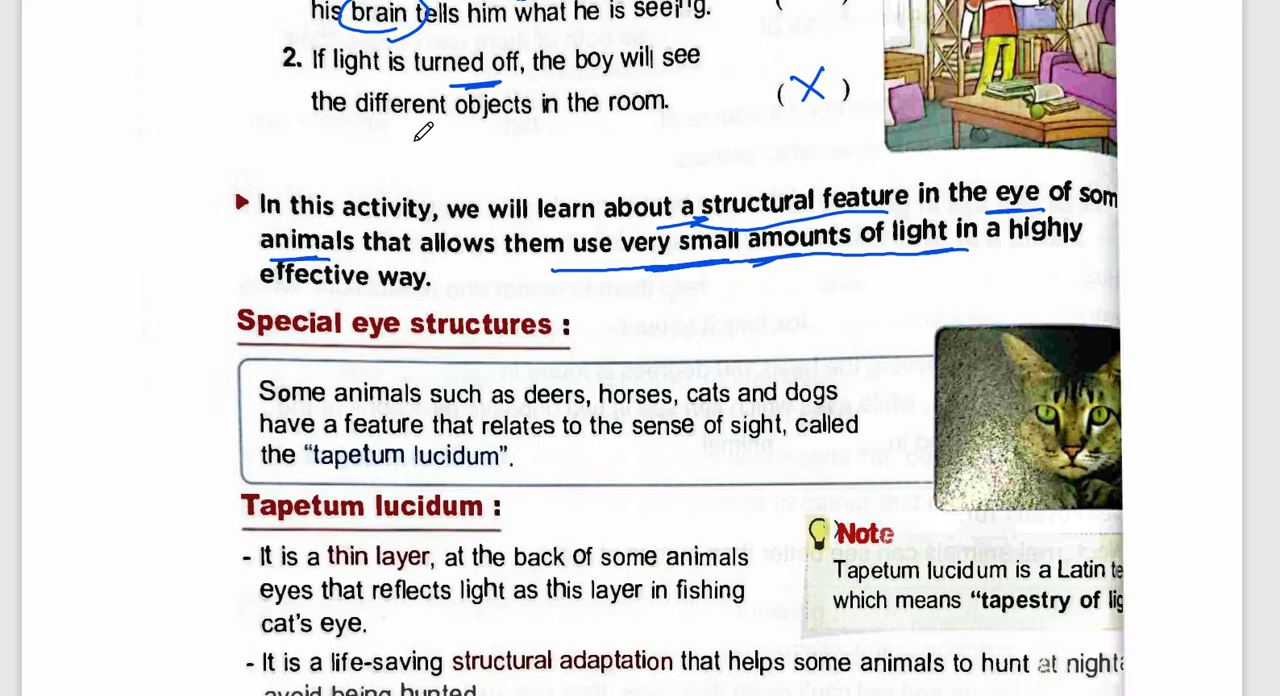 his brain tells him what he is seeing. ( )
2. If light is turned off, the boy will see
the different objects in the room. ( X )
▶ In this activity, we will learn about a structural feature in the eye of som
animals that allows them use very small amounts of light in a highly
effective way.
Special eye structures :
Some animals such as deers, horses, cats and dogs
have a feature that relates to the sense of sight, called
the “tapetum lucidum”.
Tapetum lucidum :
- It is a thin layer, at the back of some animals
eyes that reflects light as this layer in fishing
cat's eye.
Note
Tapetum lucidum is a Latin te
which means “tapestry of lig
- It is a life-saving structural adaptation that helps some animals to hunt at night
avoid being hunted